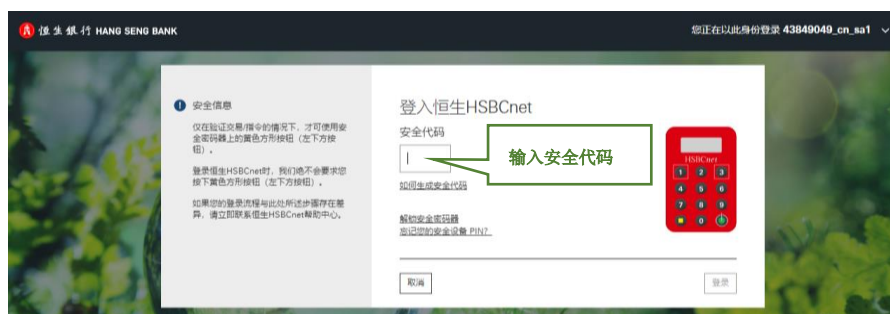 恒生銀行 HANG SENG BANK
您正在以此身份登录 43849049_cn_sa1
安全信息
仅在验证交易/指令的情况下，才可使用安
全密码器上的黄色方形按钮（左下方按
钮）。
登录恒生HSBCnet时，我们绝不会要求您
按下黄色方形按钮（左下方按钮）。
如果您的登录流程与此处所述步骤存在差
异，请立即联系恒生HSBCnet帮助中心。
登入恒生HSBCnet
安全代码
输入安全代码
如何生成安全代码
解锁安全密码器
忘记您的安全设备 PIN？
取消
登录
HSBCnet
1 2 3
4 5 6
7 8 9
0